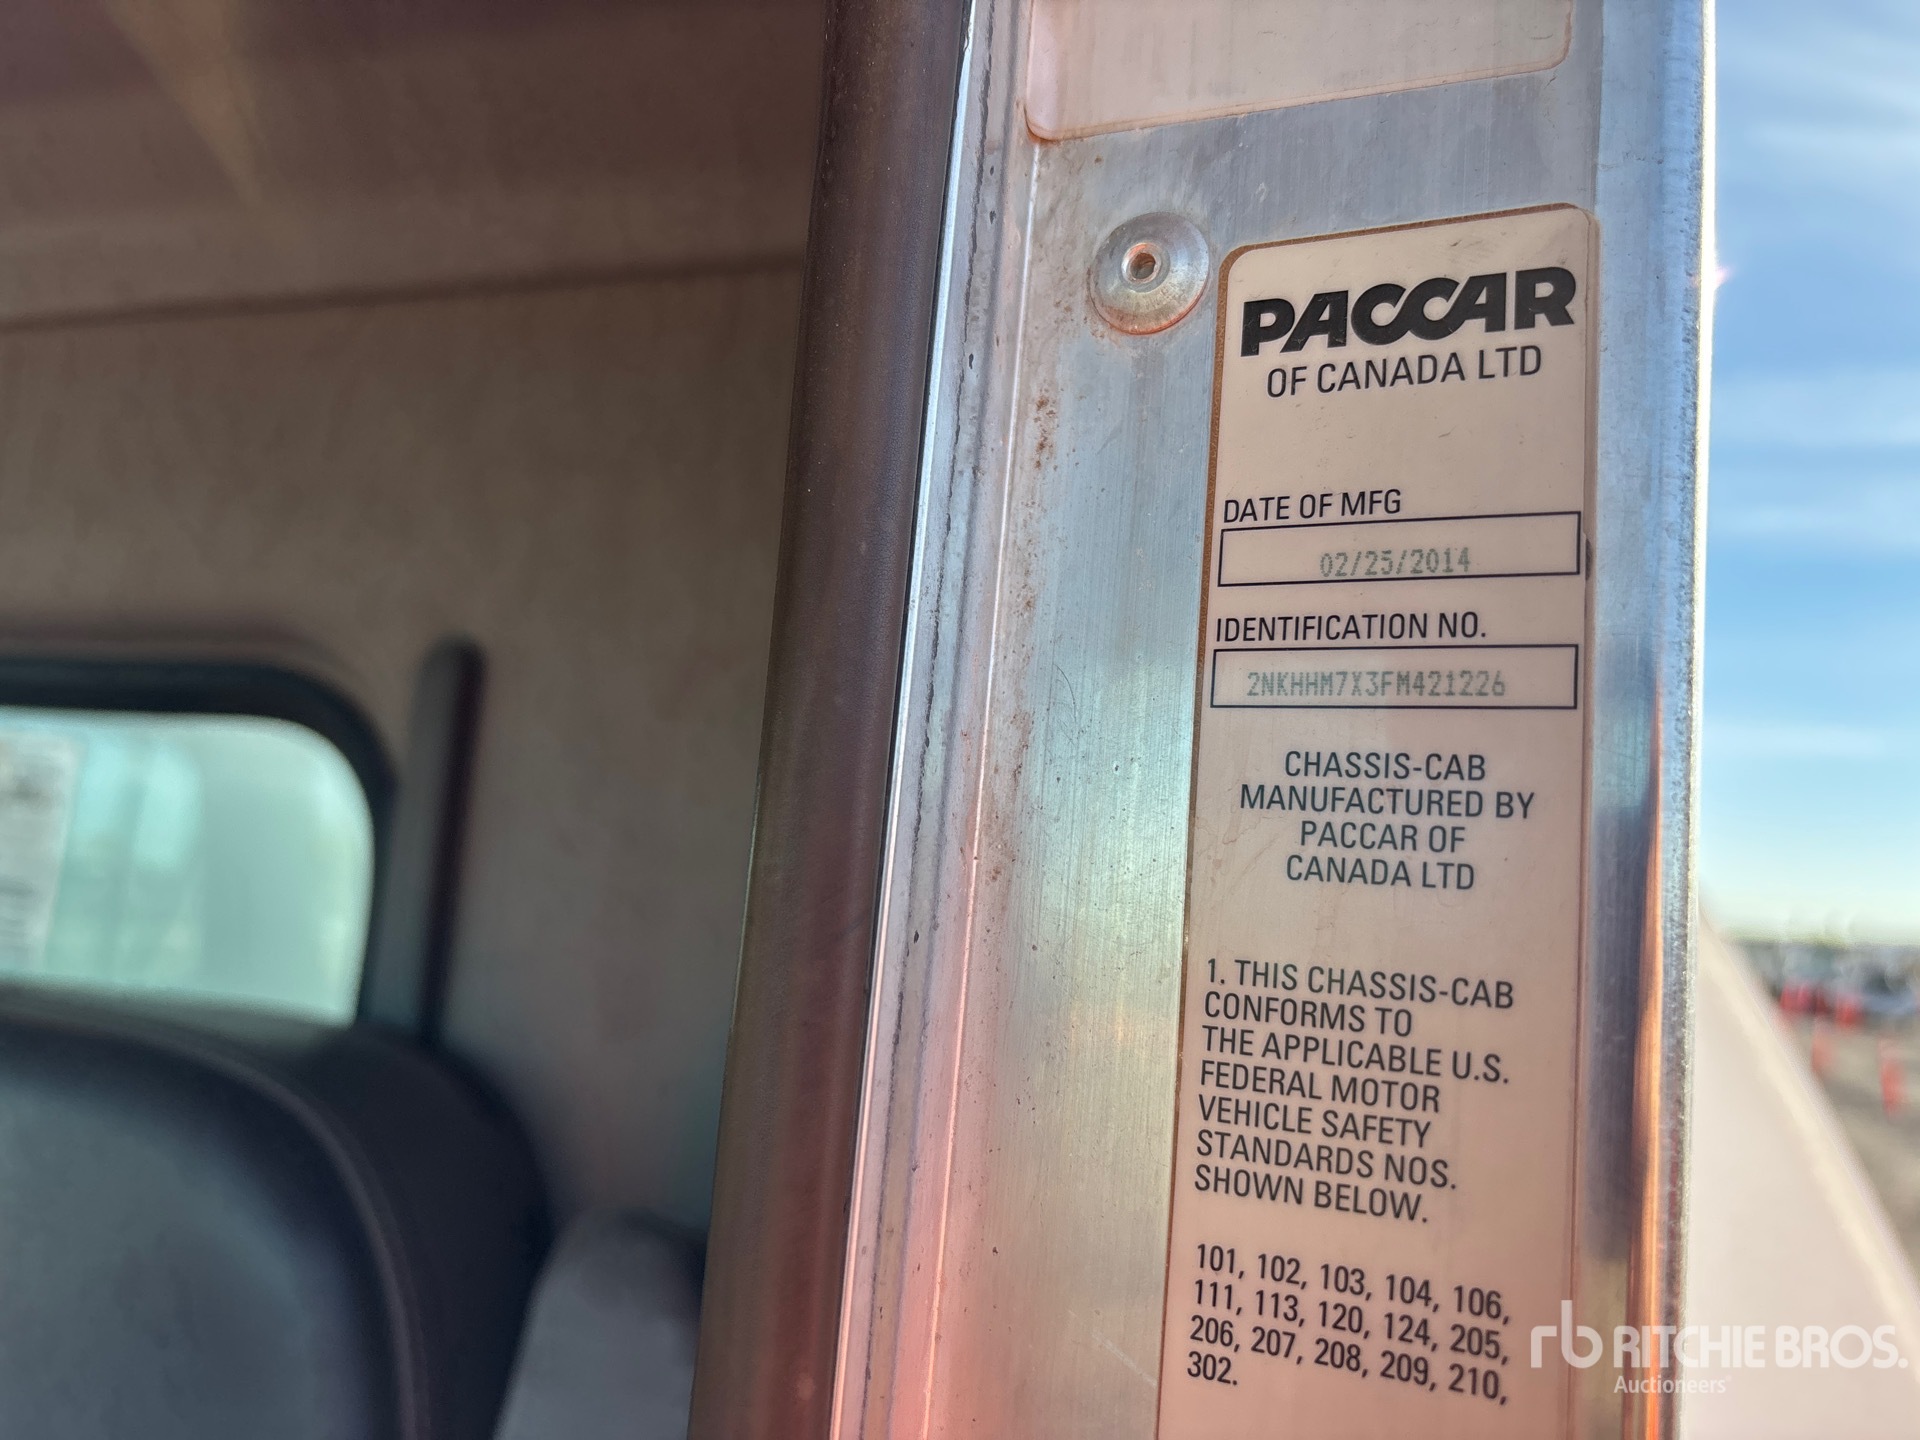 PACCAR
OF CANADA LTD
DATE OF MFG
02/25/2014
IDENTIFICATION NO.
2NKHHM7X3FM421226
CHASSIS-CAB
MANUFACTURED BY
PACCAR OF
CANADA LTD
1. THIS CHASSIS-CAB
CONFORMS TO
THE APPLICABLE U.S.
FEDERAL MOTOR
VEHICLE SAFETY
STANDARDS NOS.
SHOWN BELOW.
101, 102, 103, 104, 106,
111, 113, 120, 124, 205,
206, 207, 208, 209, 210,
302.
rb RITCHIE BROS.
Auctioneers